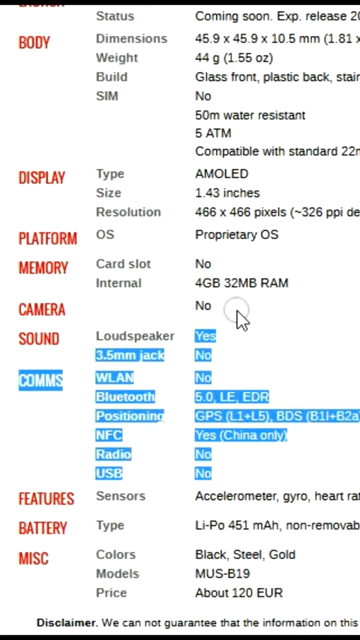 Status Coming soon. Exp. release 20
BODY Dimensions 45.9 x 45.9 x 10.5 mm (1.81 x
Weight 44 g (1.55 oz)
Build Glass front, plastic back, stain
SIM No
50m water resistant
5 ATM
Compatible with standard 22m
DISPLAY Type AMOLED
Size 1.43 inches
Resolution 466 x 466 pixels (~326 ppi de
PLATFORM OS Proprietary OS
MEMORY Card slot No
Internal 4GB 32MB RAM
CAMERA No
SOUND Loudspeaker Yes
3.5mm jack No
COMMS WLAN No
Bluetooth 5.0, LE, EDR
Positioning GPS (L1+L5), BDS (B1I+B2a
NFC Yes (China only)
Radio No
USB No
FEATURES Sensors Accelerometer, gyro, heart rat
BATTERY Type Li-Po 451 mAh, non-removab
MISC Colors Black, Steel, Gold
Models MUS-B19
Price About 120 EUR
Disclaimer. We can not guarantee that the information on this